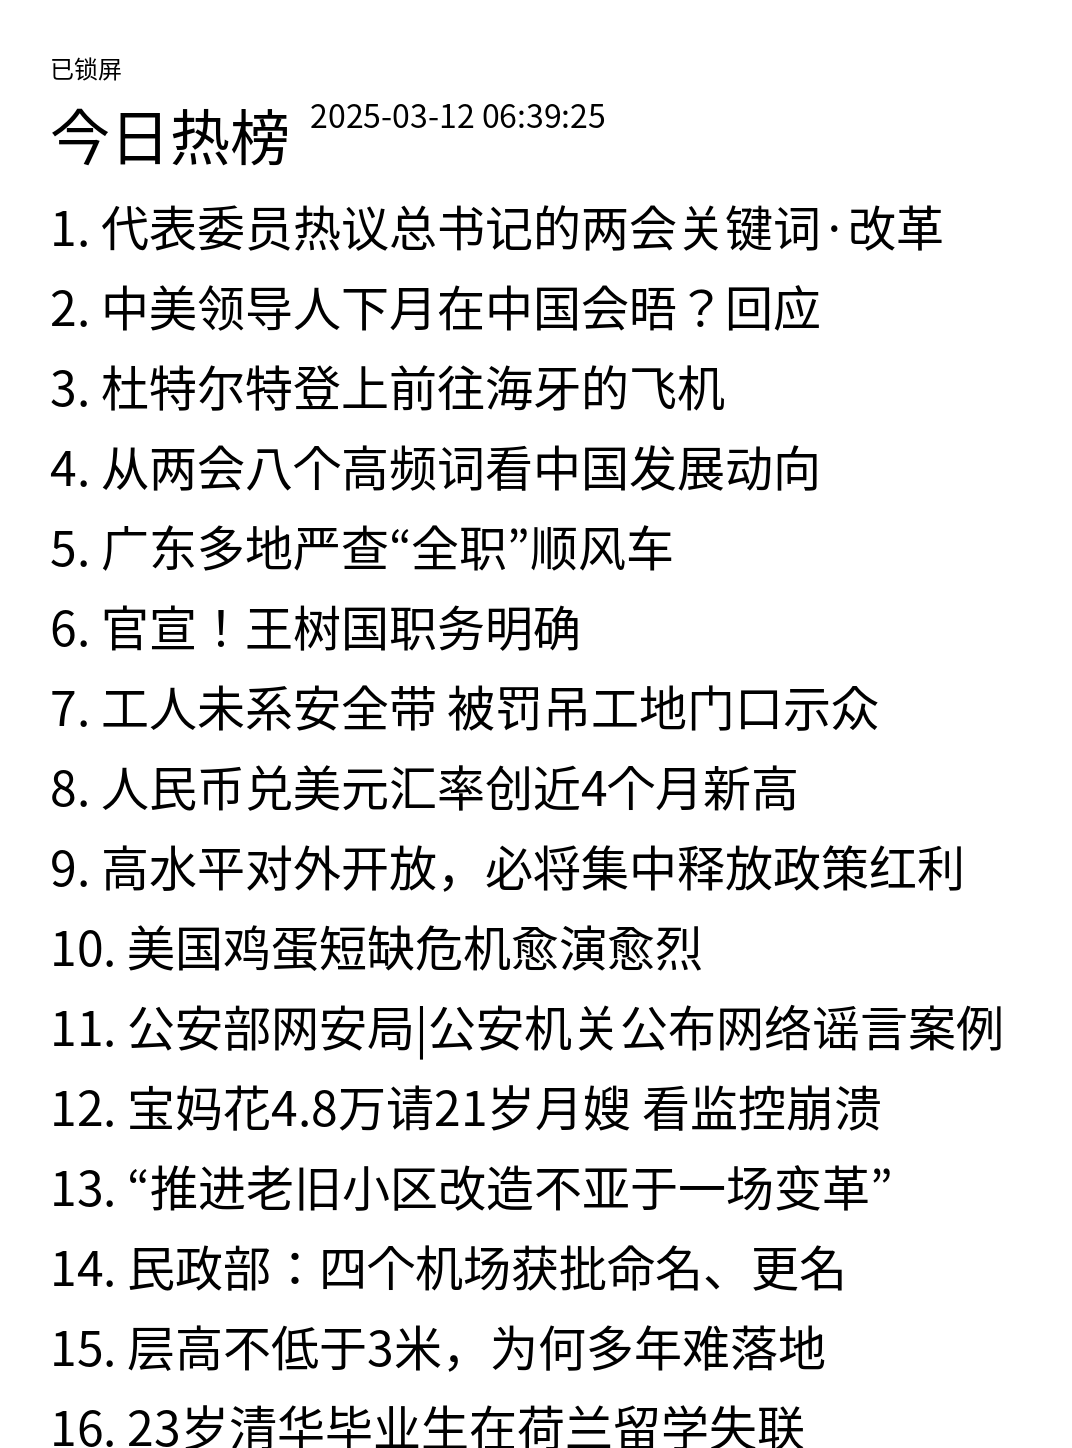 已锁屏
今日热榜 2025-03-12 06:39:25
1. 代表委员热议总书记的两会关键词·改革
2. 中美领导人下月在中国会晤？回应
3. 杜特尔特登上前往海牙的飞机
4. 从两会八个高频词看中国发展动向
5. 广东多地严查“全职”顺风车
6. 官宣！王树国职务明确
7. 工人未系安全带 被罚吊工地门口示众
8. 人民币兑美元汇率创近4个月新高
9. 高水平对外开放，必将集中释放政策红利
10. 美国鸡蛋短缺危机愈演愈烈
11. 公安部网安局|公安机关公布网络谣言案例
12. 宝妈花4.8万请21岁月嫂 看监控崩溃
13. “推进老旧小区改造不亚于一场变革”
14. 民政部：四个机场获批命名、更名
15. 层高不低于3米，为何多年难落地
16. 23岁清华毕业生在荷兰留学失联